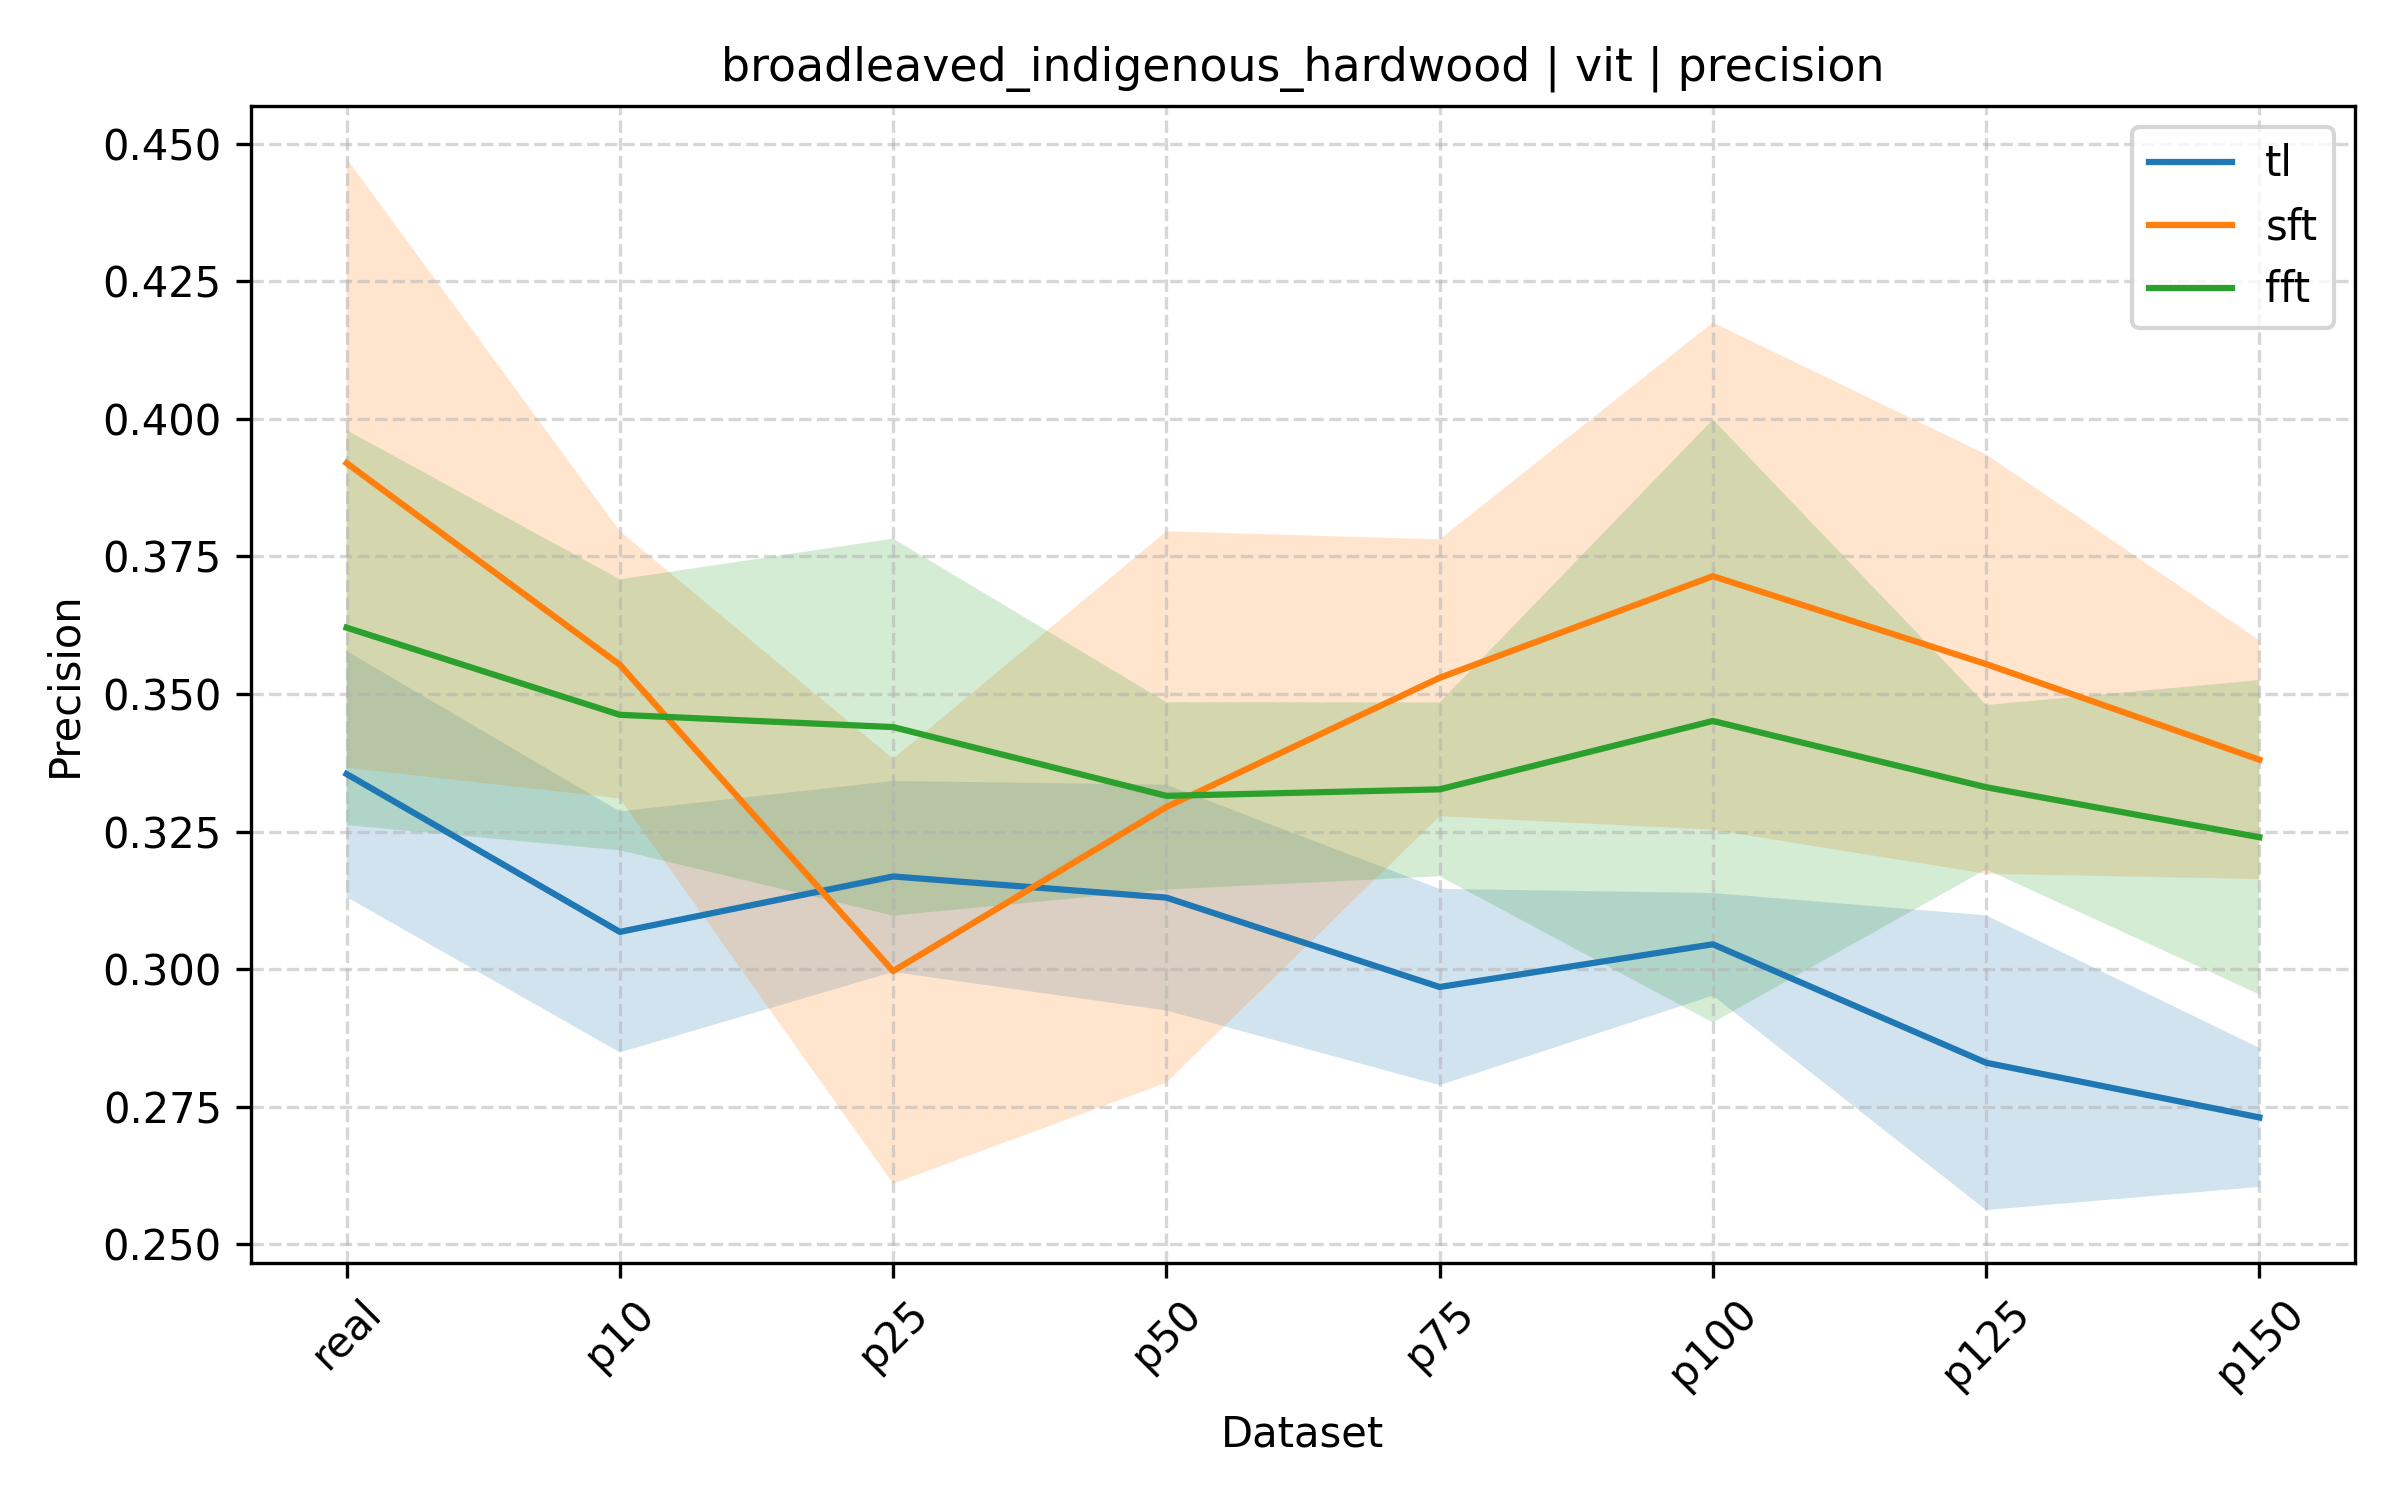 broadleaved_indigenous_hardwood | vit | precision
0.450
0.425
0.400
0.375
0.350
0.325
0.300
0.275
0.250
Precision
tl
sft
fft
real
p10
p25
p50
p75
p100
p125
p150
Dataset